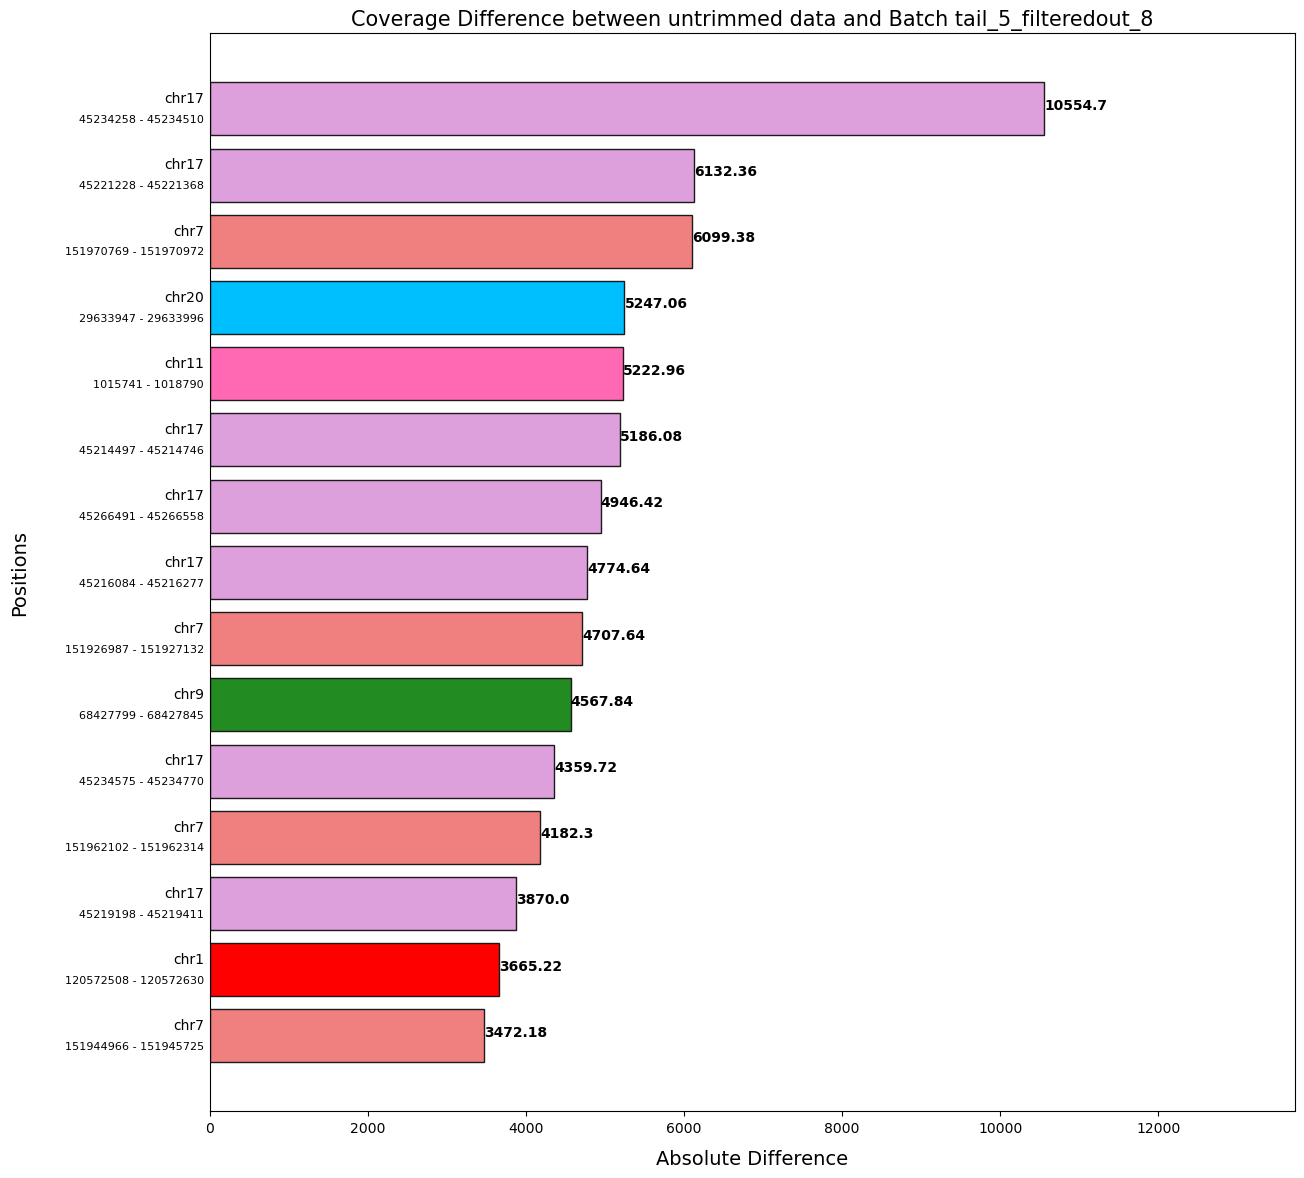 Coverage Difference between untrimmed data and Batch tail_5_filteredout_8
chr17
45234258 - 45234510
10554.7
chr17
45221228 - 45221368
6132.36
chr7
151970769 - 151970972
6099.38
chr20
29633947 - 29633996
5247.06
chr11
1015741 - 1018790
5222.96
chr17
45214497 - 45214746
5186.08
chr17
45266491 - 45266558
4946.42
chr17
45216084 - 45216277
4774.64
chr7
151926987 - 151927132
4707.64
chr9
68427799 - 68427845
4567.84
chr17
45234575 - 45234770
4359.72
chr7
151962102 - 151962314
4182.3
chr17
45219198 - 45219411
3870.0
chr1
120572508 - 120572630
3665.22
chr7
151944966 - 151945725
3472.18
Positions
0 2000 4000 6000 8000 10000 12000
Absolute Difference